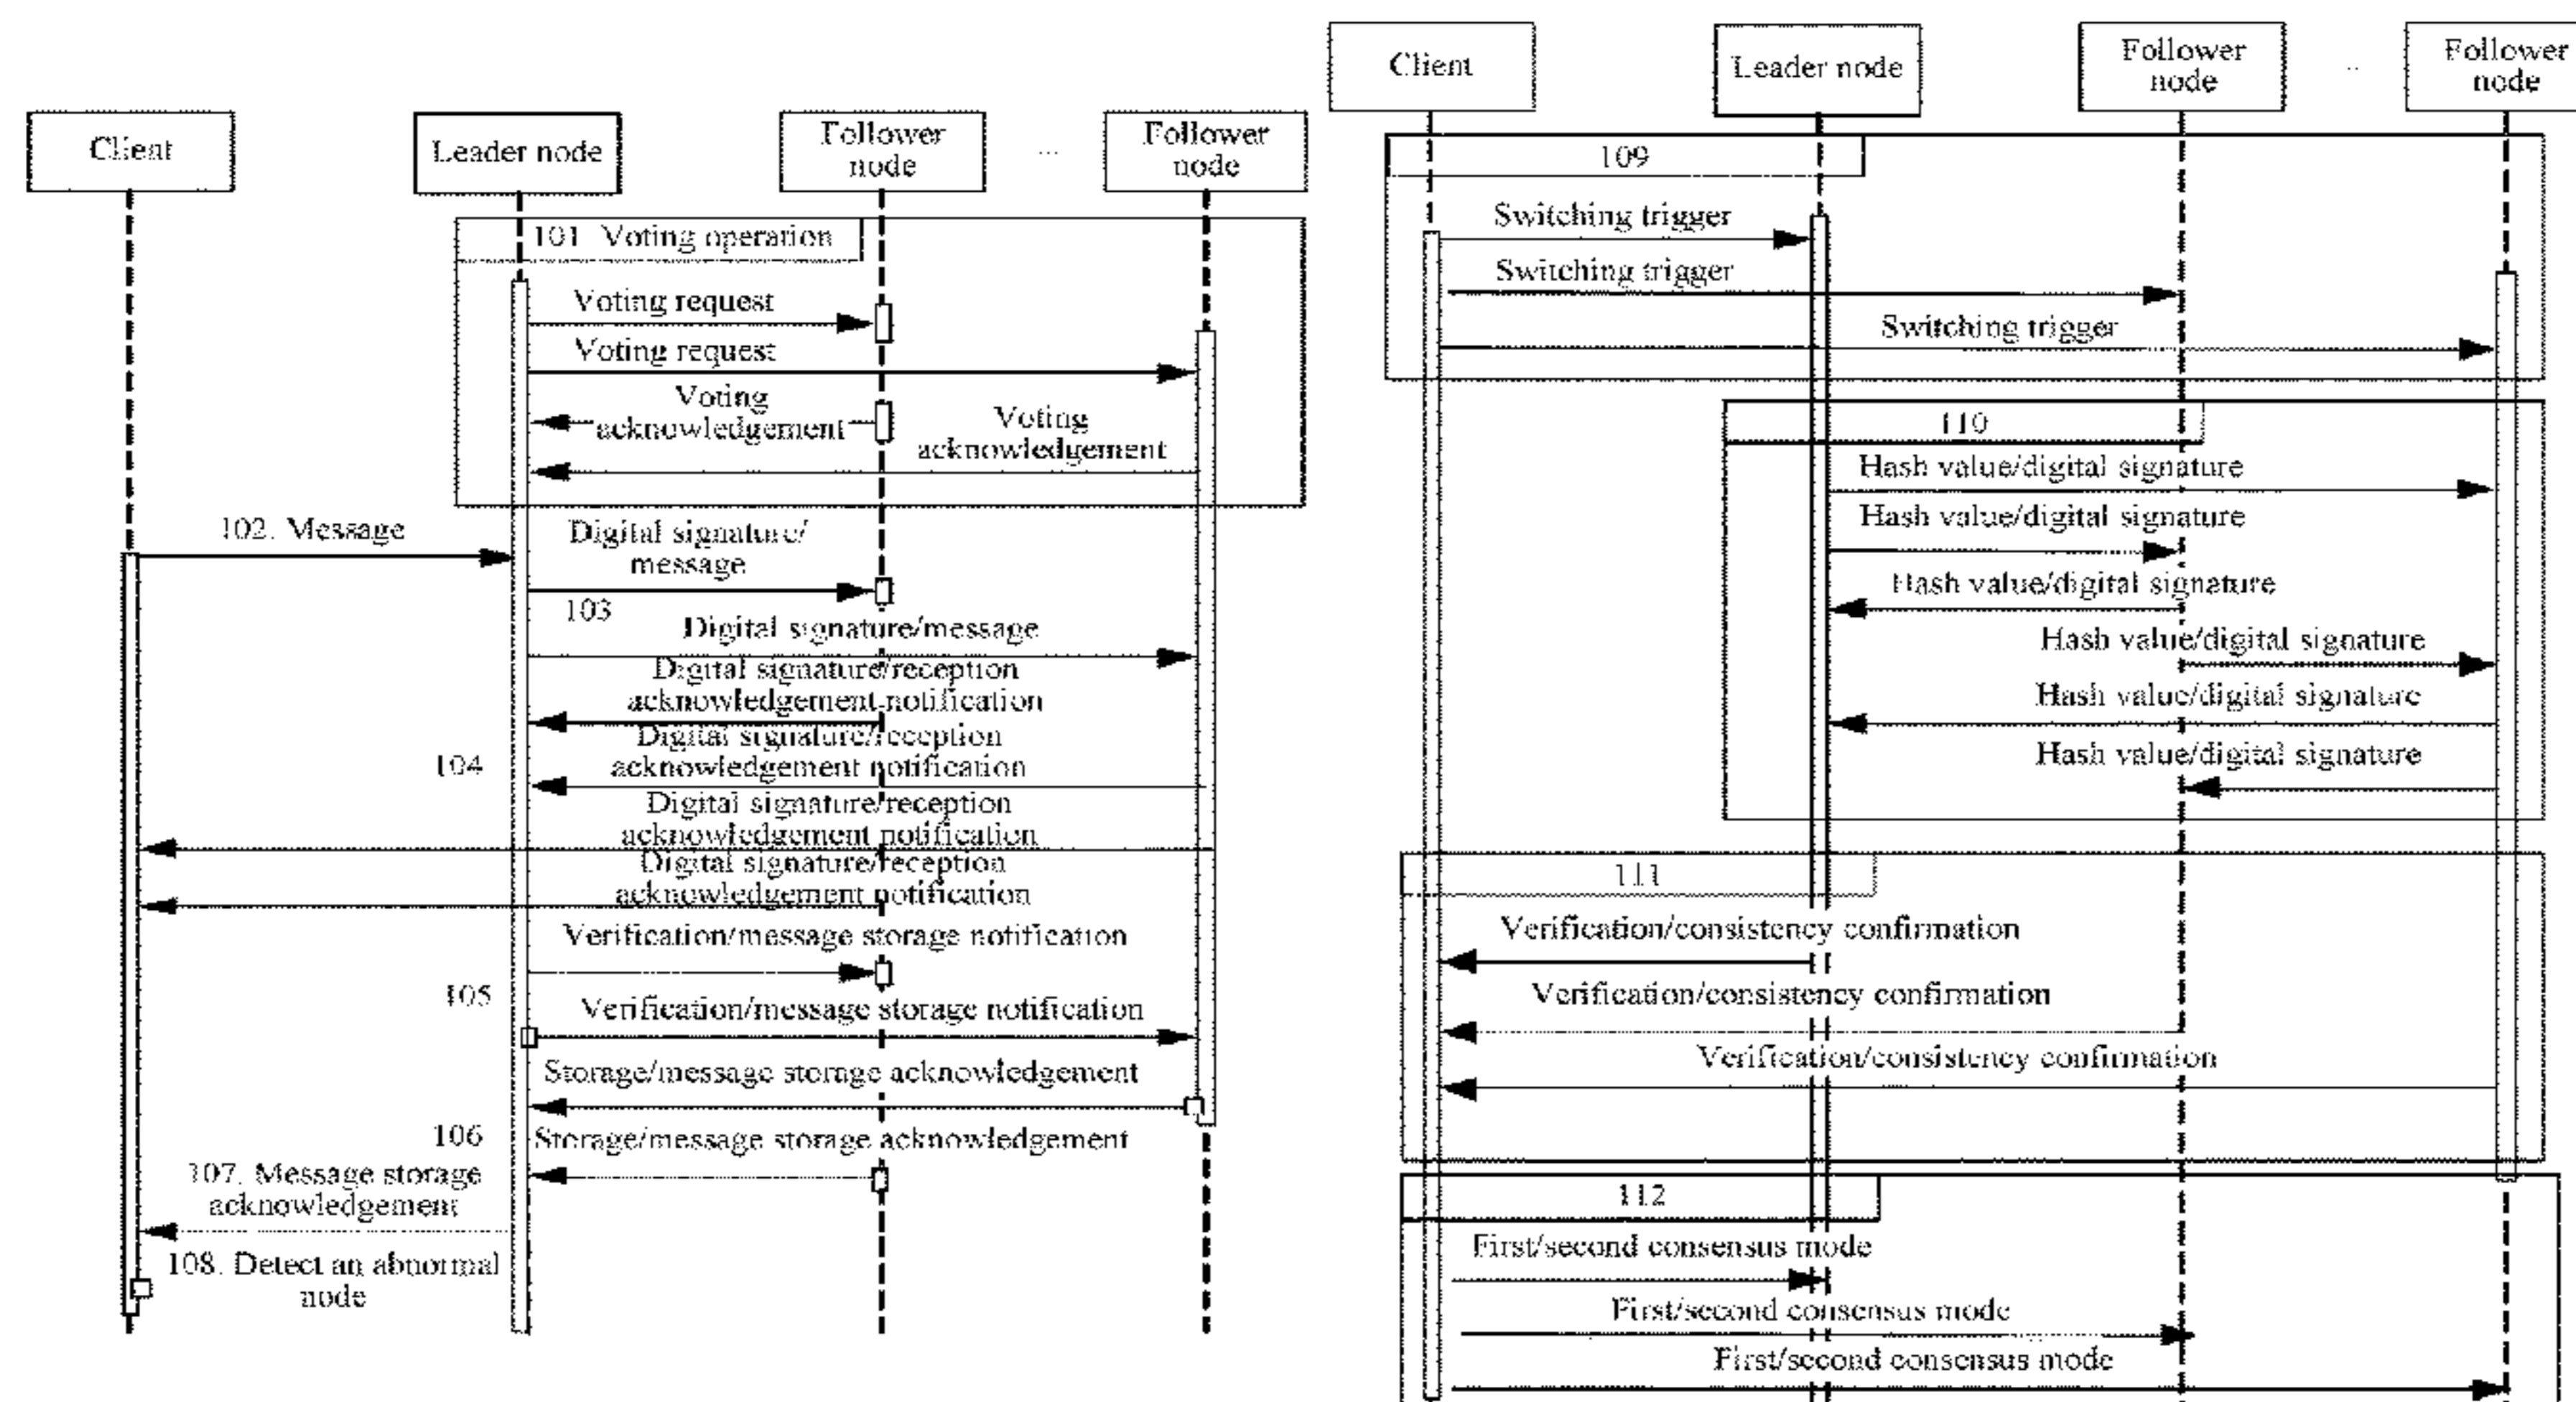 Client
Leader node
Follower
node
...
Follower
node
101 Voting operation
Voting request
Voting request
Voting
acknowledgement
Voting
acknowledgement
102. Message
Digital signature/
message
103
Digital signature/message
Digital signature/reception
acknowledgement notification
Digital signature/reception
104
acknowledgement notification
Digital signature/reception
acknowledgement notification
Digital signature/reception
acknowledgement notification
Verification/message storage notification
105
Verification/message storage notification
Storage/message storage acknowledgement
106
Storage/message storage acknowledgement
107. Message storage
acknowledgement
108. Detect an abnormal
node
Client
Leader node
Follower
node
..
Follower
node
109
Switching trigger
Switching trigger
Switching trigger
110
Hash value/digital signature
Hash value/digital signature
Hash value/digital signature
Hash value/digital signature
Hash value/digital signature
Hash value/digital signature
111
Verification/consistency confirmation
Verification/consistency confirmation
Verification/consistency confirmation
112
First/second consensus mode
First/second consensus mode
First/second consensus mode